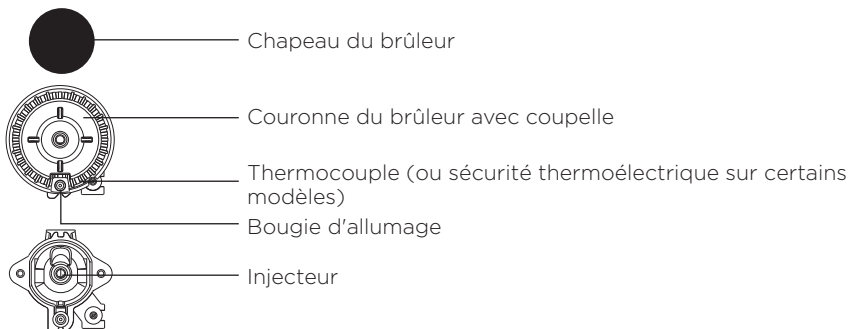 Chapeau du brûleur
Couronne du brûleur avec coupelle
Thermocouple (ou sécurité thermoélectrique sur certains
modèles)
Bougie d'allumage
Injecteur